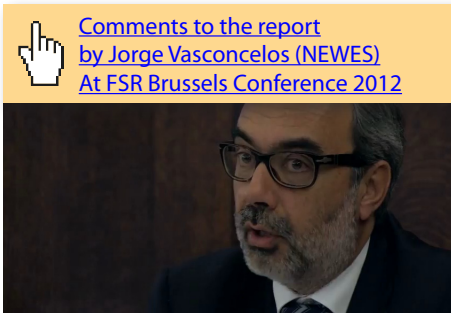 Comments to the report
by Jorge Vasconcelos (NEWES)
At FSR Brussels Conference 2012